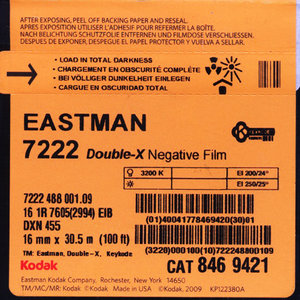 AFTER EXPOSING, PEEL OFF BACKING PAPER AND RESEAL.
APRÈS EXPOSITION UTILISER L'ADHÉSIF POUR REFERMER LA BOÎTE.
NACH BELICHTUNG SCHUTZFOLIE ENTFERNEN UND FILMDOSE VERSCHLIESSEN.
DESPUES DE EXPONER, DESPEGUE EL PAPEL PROTECTOR Y VUELVA A SELLAR.
• LOAD IN TOTAL DARKNESS
• CHARGEMENT EN OBSCURITÉ COMPLÈTE
• BEI VÖLLIGER DUNKELHEIT EINLEGEN
• CARGUE EN OSCURIDAD TOTAL
EASTMAN
7222 Double-X Negative Film
3200 K EI 200/24°
EI 250/25°
7222 488 001.09
16 1R 7605(2994) EIB
DXN 455
16 mm x 30.5 m (100 ft)
(01)40041778469420(30)01
(3220)000100(10)722248800109
TM: Eastman, Double-X, Keykode
Kodak
CAT 846 9421
Eastman Kodak Company, Rochester, New York 14650
TM/MC/MR: Kodak © Kodak, 2009 KP122380A